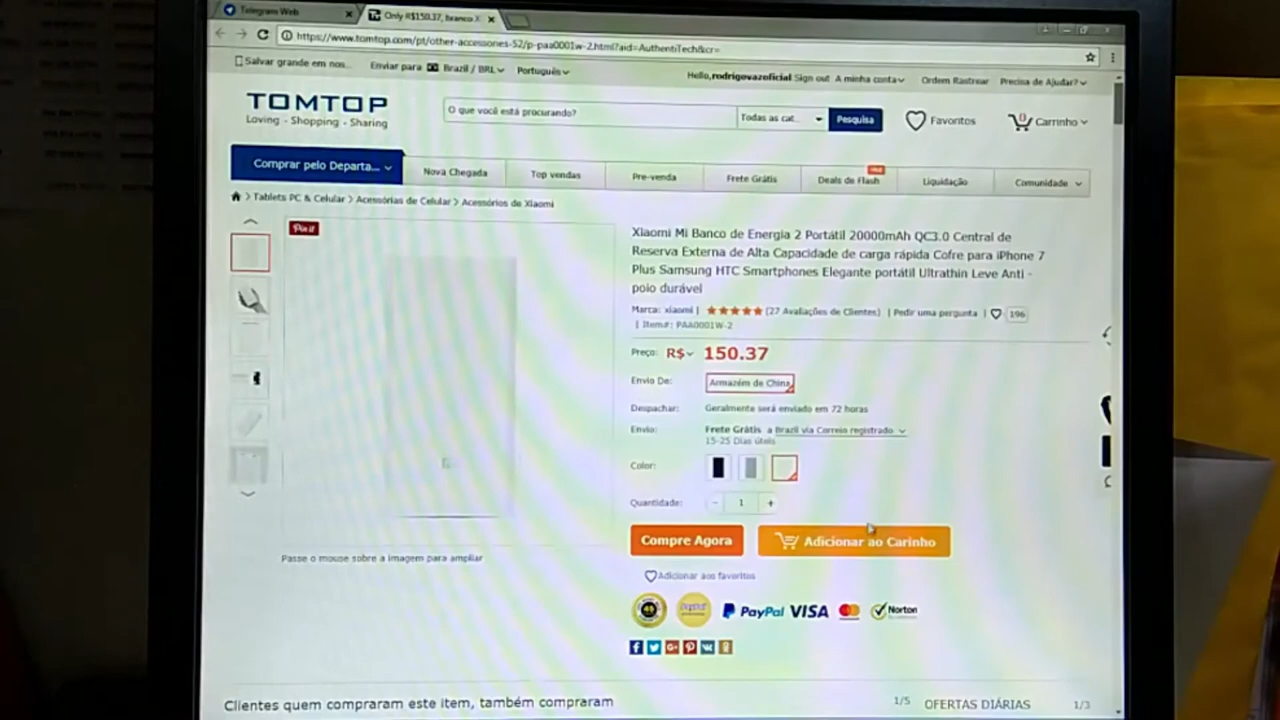 Telegram Web
Only R$150.37, branco X
https://www.tomtop.com/pt/other-accessories-52/p-paa0001w-2.html?aid=AuthentiTech&cr=
Salvar grande em nos...
Enviar para
Brazil / BRL
Português
Hello,rodrigovazoficial Sign out A minha conta
Ordem Rastrear
Precisa de Ajudar?
TOMTOP
Loving - Shopping - Sharing
O que você está procurando?
Todas as cat...
Pesquisa
Favoritos
0
Carrinho
Comprar pelo Departa...
Nova Chegada
Top vendas
Pre-venda
Frete Grátis
Deals de Flash
Liquidação
Comunidade
> Tablets PC & Celular > Acessórias de Celular > Acessórios de Xiaomi
Pin it
Xiaomi Mi Banco de Energia 2 Portátil 20000mAh QC3.0 Central de
Reserva Externa de Alta Capacidade de carga rápida Cofre para iPhone 7
Plus Samsung HTC Smartphones Elegante portátil Ultrathin Leve Anti -
poio durável
Marca: xiaomi | (27 Avaliações de Clientes) | Pedir uma pergunta | 196
| Item#: PAA0001W-2
Preço: R$ 150.37
Envio De: Armazém de China
Despachar: Geralmente será enviado em 72 horas
Envio: Frete Grátis a Brazil via Correio registrado
15-25 Dias úteis
Color:
Quantidade: - 1 +
Compre Agora
Adicionar ao Carinho
Passe o mouse sobre a imagem para ampliar
Adicionar aos favoritos
PayPal VISA Norton
Clientes quem compraram este item, também compraram
1/5
OFERTAS DIÁRIAS
1/3